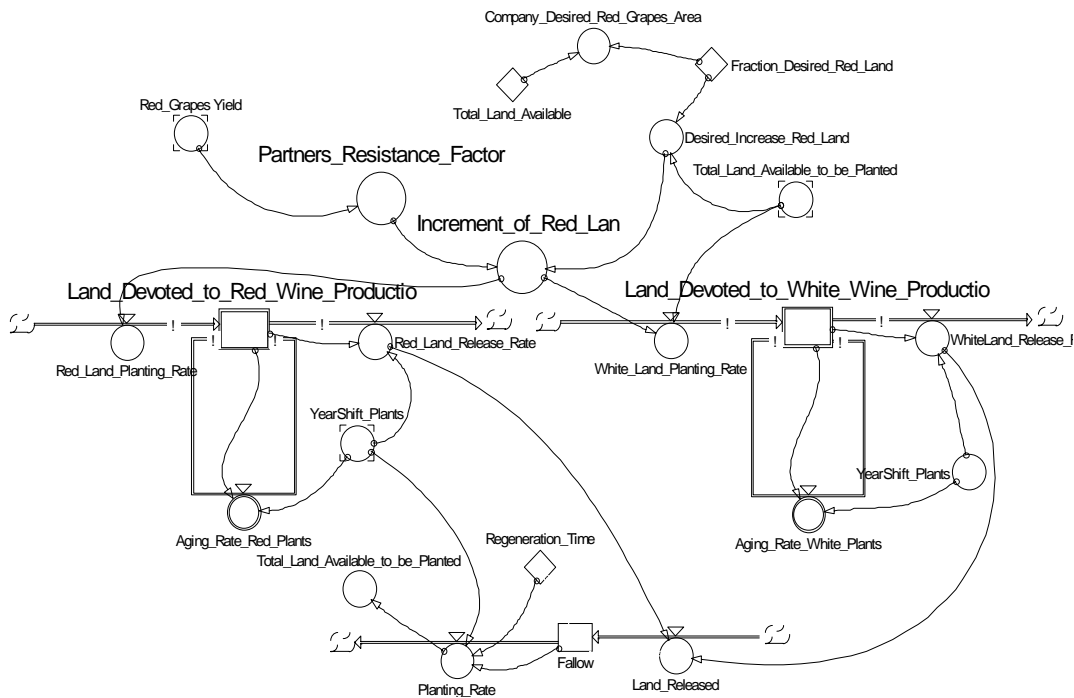 Company_Desired_Red_Grapes_Area
Fraction_Desired_Red_Land
Total_Land_Available
Red_Grapes Yield
Desired_Increase_Red_Land
Partners_Resistance_Factor
Total_Land_Available_to_be_Planted
Increment_of_Red_Lan
Land_Devoted_to_Red_Wine_Productio
Land_Devoted_to_White_Wine_Productio
! ! ! !
Red_Land_Release_Rate
WhiteLand_Release_R
! !
! !
Red_Land_Planting_Rate
White_Land_Planting_Rate
YearShift_Plants
YearShift_Plants
Aging_Rate_Red_Plants
Regeneration_Time
Aging_Rate_White_Plants
Total_Land_Available_to_be_Planted
Fallow
Planting_Rate
Land_Released